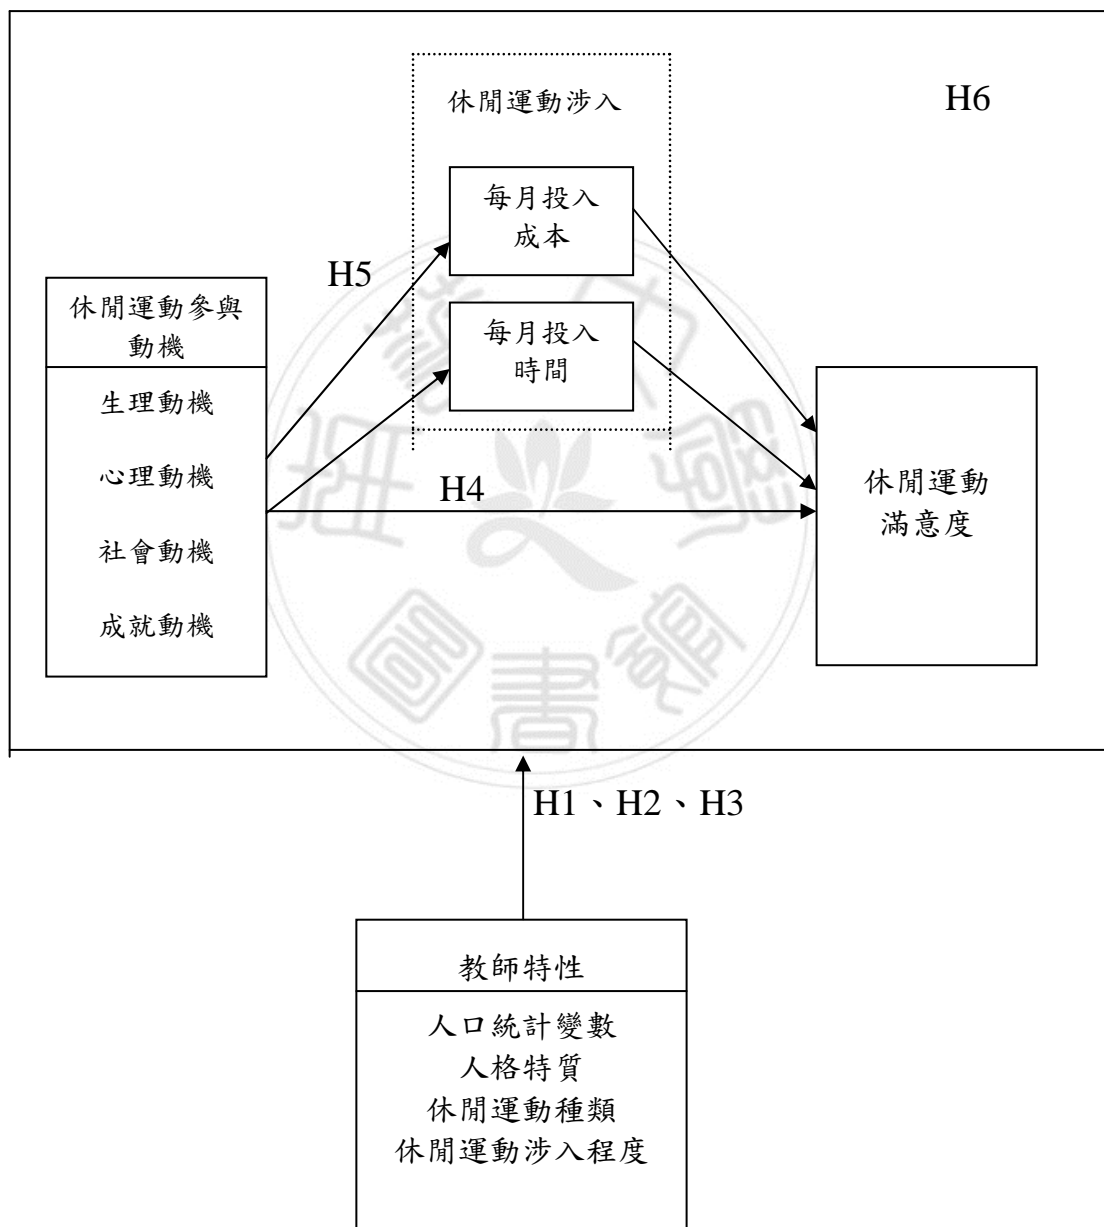 休閒運動涉入
H6
每月投入
成本
H5
每月投入
時間
休閒運動參與
動機
生理動機
心理動機
社會動機
成就動機
H4
休閒運動
滿意度
H1、H2、H3
教師特性
人口統計變數
人格特質
休閒運動種類
休閒運動涉入程度